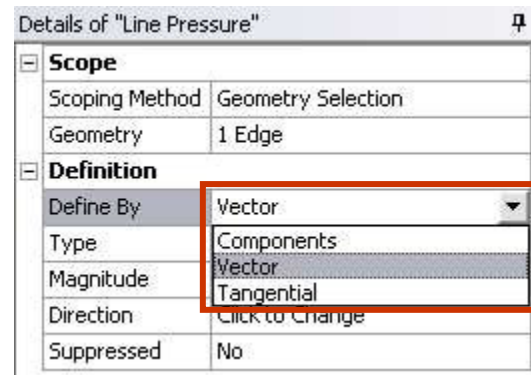 Details of "Line Pressure"
Scope
Scoping Method Geometry Selection
Geometry 1 Edge
Definition
Define By Vector
Type Components
Vector
Magnitude Tangential
Direction Click to Change
Suppressed No